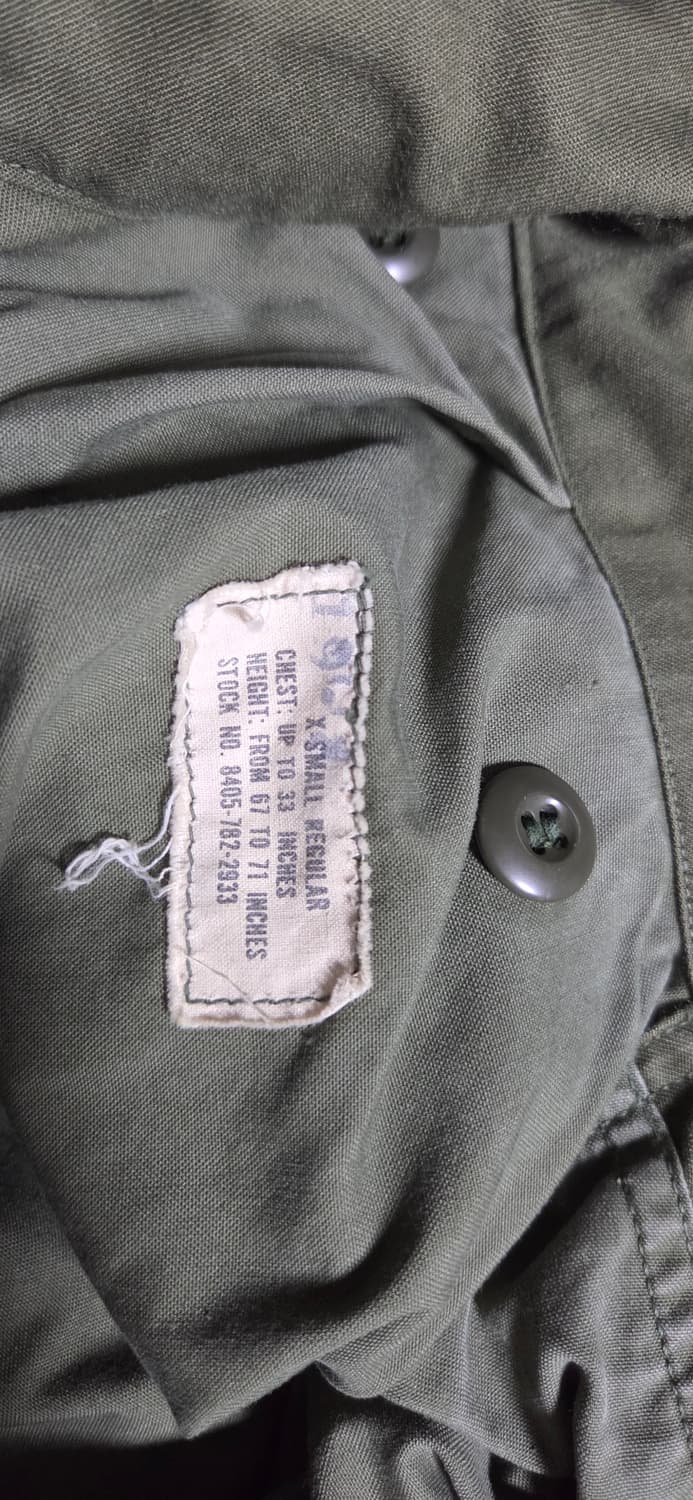 X SMALL REGULAR
CHEST: UP TO 33 INCHES
HEIGHT: FROM 67 TO 71 INCHES
STOCK NO. 8405-782-2933